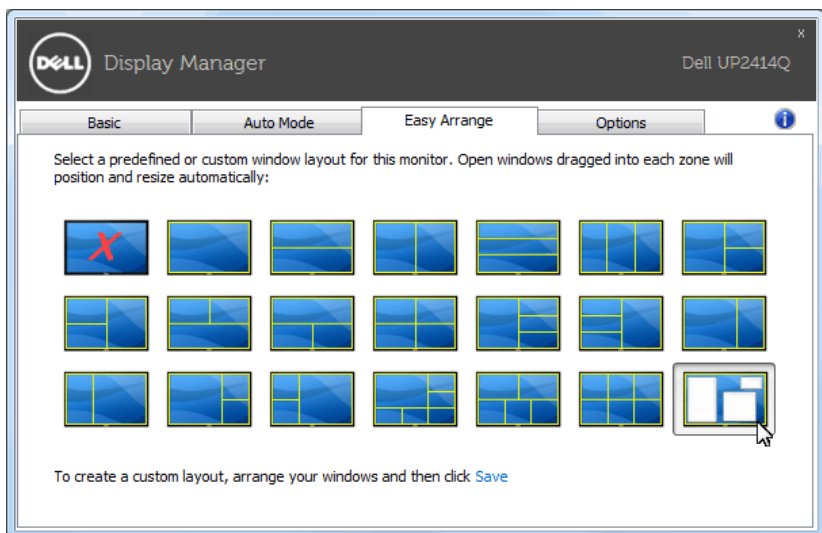 x
DELL
Display Manager
Dell UP2414Q
Basic
Auto Mode
Easy Arrange
Options
i
Select a predefined or custom window layout for this monitor. Open windows dragged into each zone will
position and resize automatically:
X
To create a custom layout, arrange your windows and then click Save